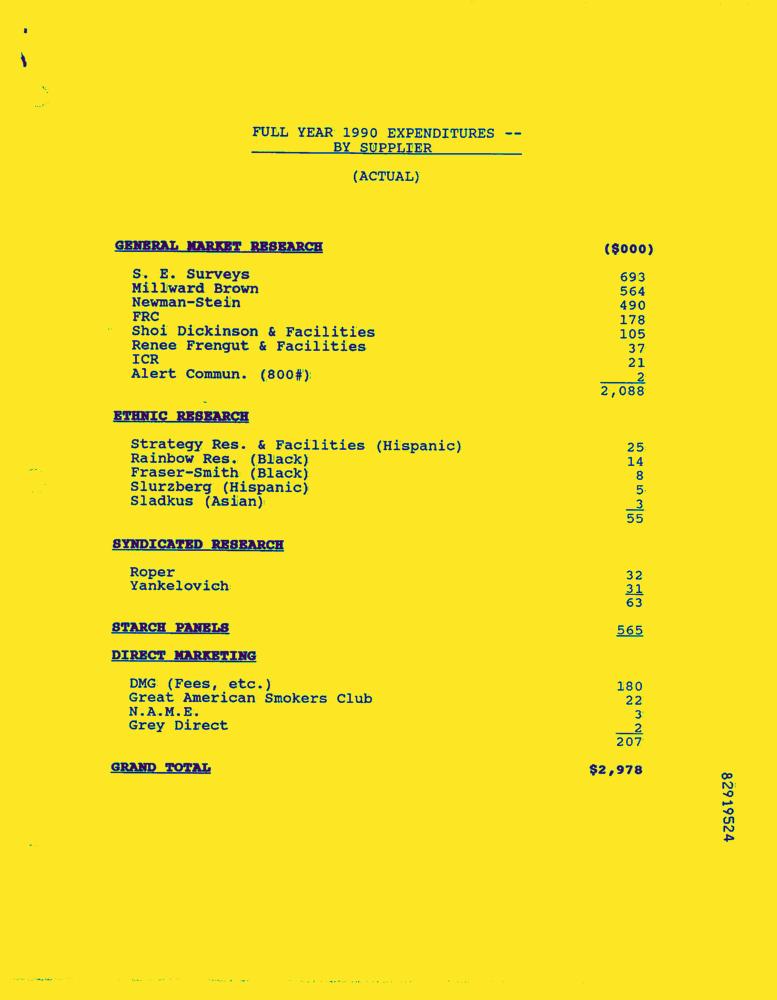 FULL YEAR 1990 EXPENDITURES --
BY SUPPLIER
(ACTUAL)
GENERAL MARKET RESEARCH ($000)
S. E. Surveys 693
Millward Brown 564
Newman-Stein 490
FRC 178
Shoi Dickinson & Facilities 105
Renee Frengut & Facilities 37
ICR 21
Alert Commun. (800#) 2
2,088
ETHNIC RESEARCH
Strategy Res. & Facilities (Hispanic) 25
Rainbow Res. (Black) 14
Fraser-Smith (Black) 8
Slurzberg (Hispanic) 5
Sladkus (Asian) 3
55
SYNDICATED RESEARCH
Roper 32
Yankelovich 31
63
STARCH PANELS 565
DIRECT MARKETING
DMG (Fees, etc.) 180
Great American Smokers Club 22
N.A.M.E. 3
Grey Direct 2
207
GRAND TOTAL $2,978
82919524